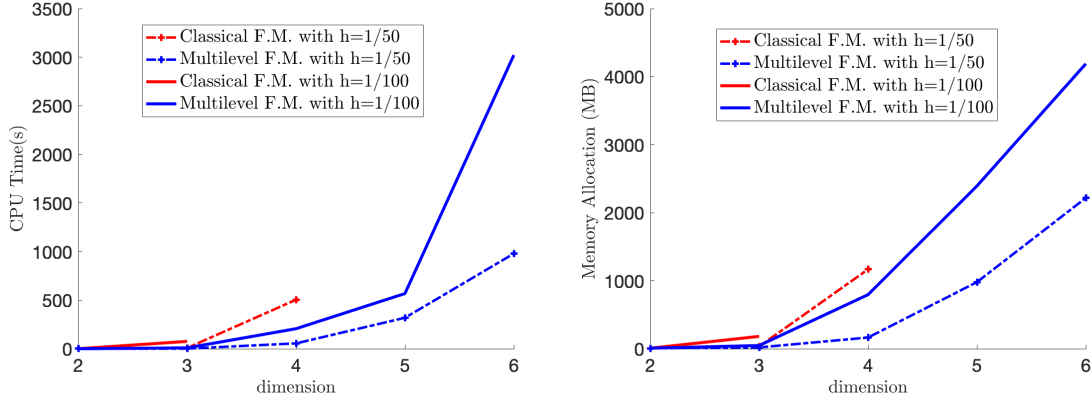 3500
3000
2500
2000
1500
1000
500
0
CPU Time(s)
Classical F.M. with h=1/50
Multilevel F.M. with h=1/50
Classical F.M. with h=1/100
Multilevel F.M. with h=1/100
2 3 4 5 6
dimension
5000
4000
3000
2000
1000
0
Memory Allocation (MB)
Classical F.M. with h=1/50
Multilevel F.M. with h=1/50
Classical F.M. with h=1/100
Multilevel F.M. with h=1/100
2 3 4 5 6
dimension